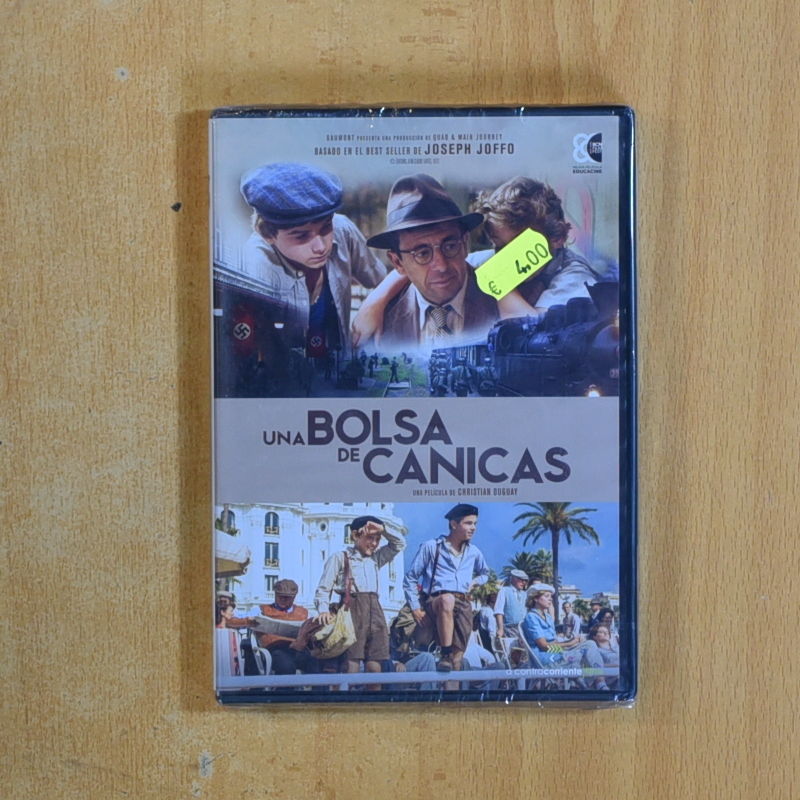 GAUMONT PRESENTA UNA PRODUCCIÓN DE QUAD & MAIN JOURNEY
BASADO EN EL BEST SELLER DE JOSEPH JOFFO
EDUCACINE
€ 4.00
UNA BOLSA
DE CANICAS
UNA PELÍCULA DE CHRISTIAN DUGUAY
a contracorriente films